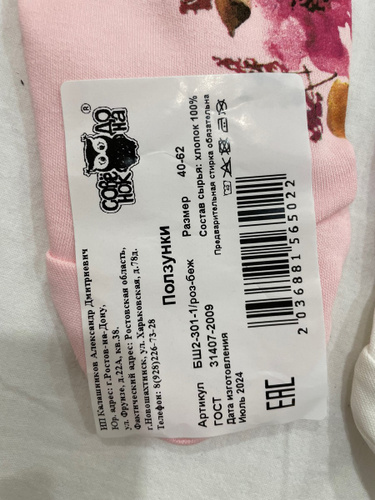 СОВЁ
НОК
ДО
НА
®
ИП Калашников Александр Дмитриевич
Юр. адрес: г.Ростов-на-Дону,
ул. Фрунзе, д.22А, кв.38.
Фактический адрес: Ростовская область,
г.Новошахтинск, ул. Харьковская, д.78д.
Телефон: 8(928)226-73-28
Ползунки
Артикул БШ2-301-1/роз-беж
ГОСТ 31407-2009
Дата изготовления
Июль 2024
Размер 40-62
Состав сырья: хлопок 100%
Предварительная стирка обязательна
EAC
2 036881 565022